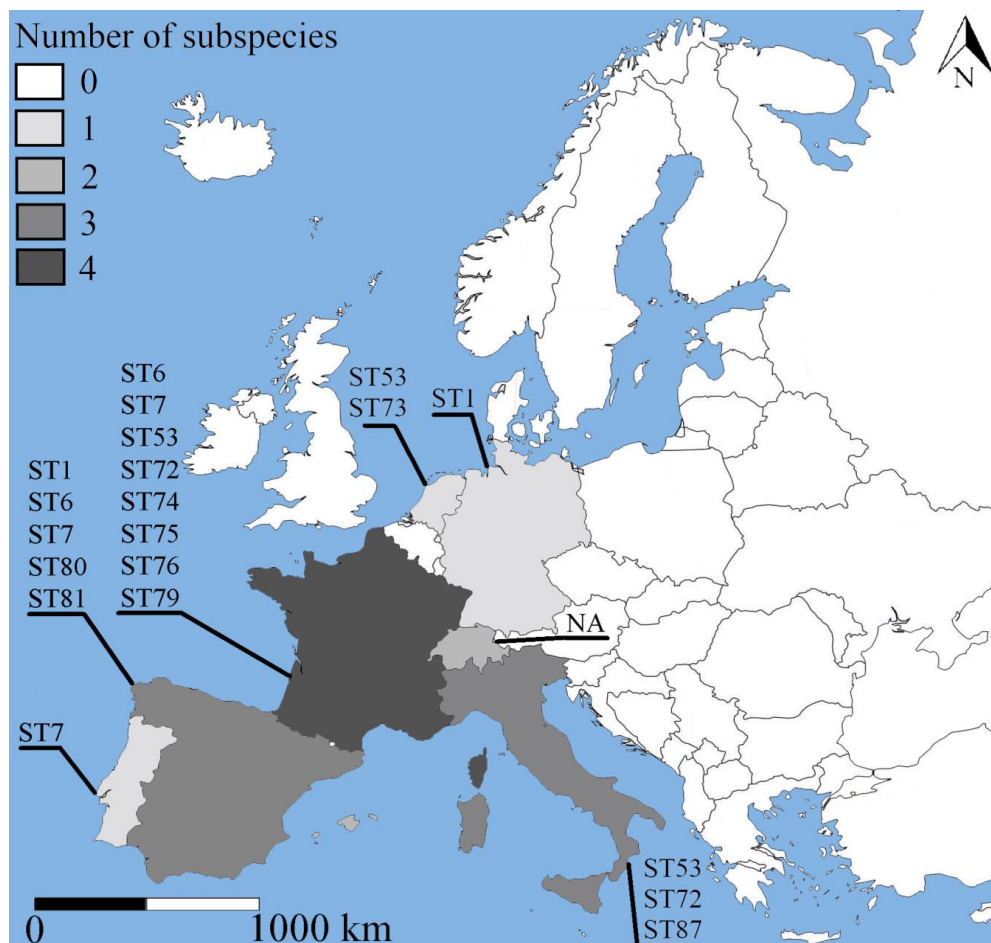 Number of subspecies
0
1
2
3
4
N
ST6
ST7
ST53
ST72
ST74
ST75
ST76
ST79
ST53
ST73
ST1
ST1
ST6
ST7
ST80
ST81
NA
ST7
ST53
ST72
ST87
0
1000 km